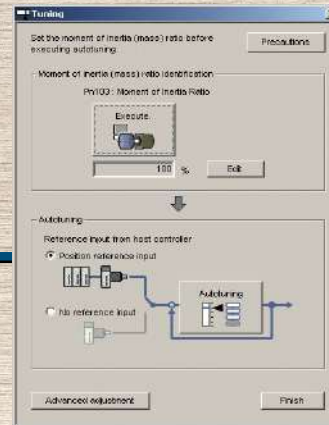 Tuning
Set the moment of inertia (mass) ratio before
executing autotuning.
Precautions
Moment of inertia (mass) ratio identification
Pn103 : Moment of Inertia Ratio
Execute
100 %
Edit
Autotuning
Reference input from host controller
Position reference input
Autotuning
No reference input
Advanced adjustment
Finish